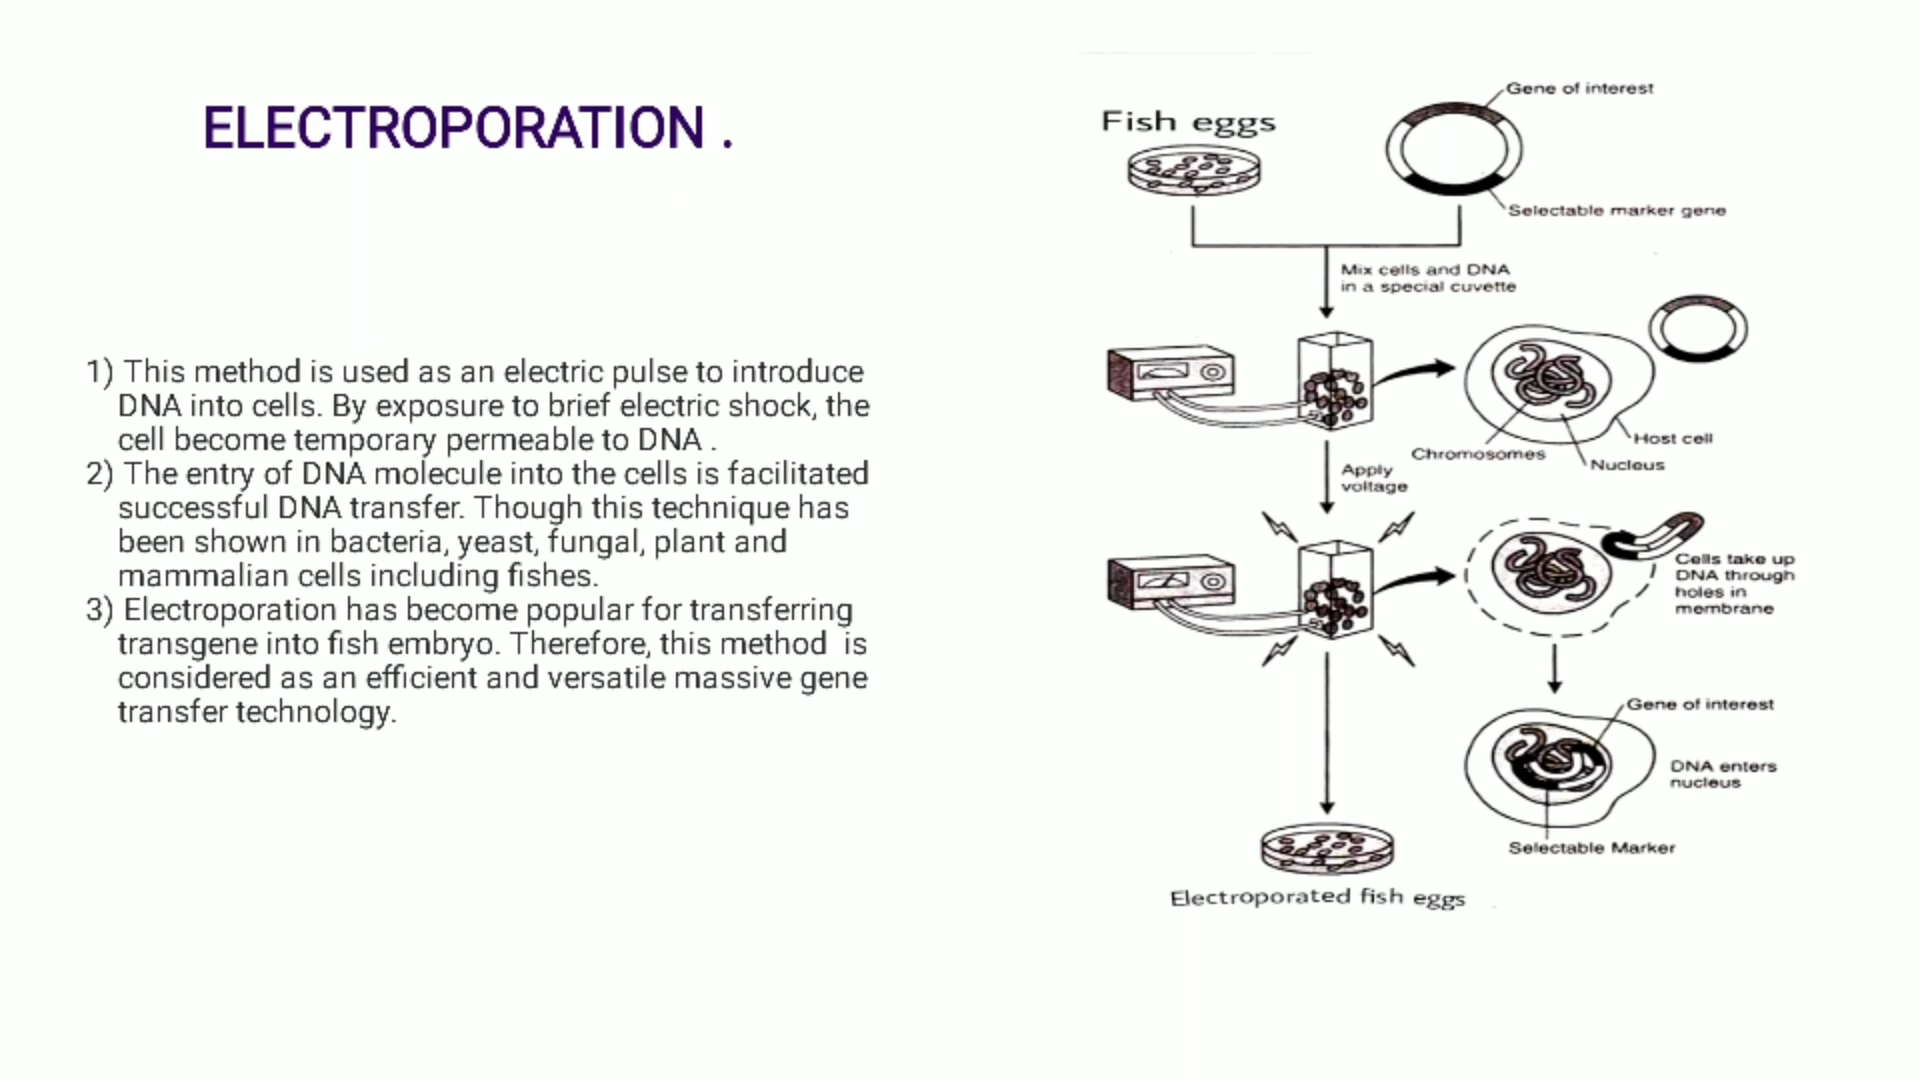 ELECTROPORATION .
1) This method is used as an electric pulse to introduce
DNA into cells. By exposure to brief electric shock, the
cell become temporary permeable to DNA .
2) The entry of DNA molecule into the cells is facilitated
successful DNA transfer. Though this technique has
been shown in bacteria, yeast, fungal, plant and
mammalian cells including fishes.
3) Electroporation has become popular for transferring
transgene into fish embryo. Therefore, this method is
considered as an efficient and versatile massive gene
transfer technology.
Gene of interest
Fish eggs
Selectable marker gene
Mix cells and DNA
in a special cuvette
Host cell
Chromosomes
Nucleus
Apply
voltage
Cells take up
DNA through
holes in
membrane
Gene of interest
DNA enters
nucleus
Selectable Marker
Electroporated fish eggs